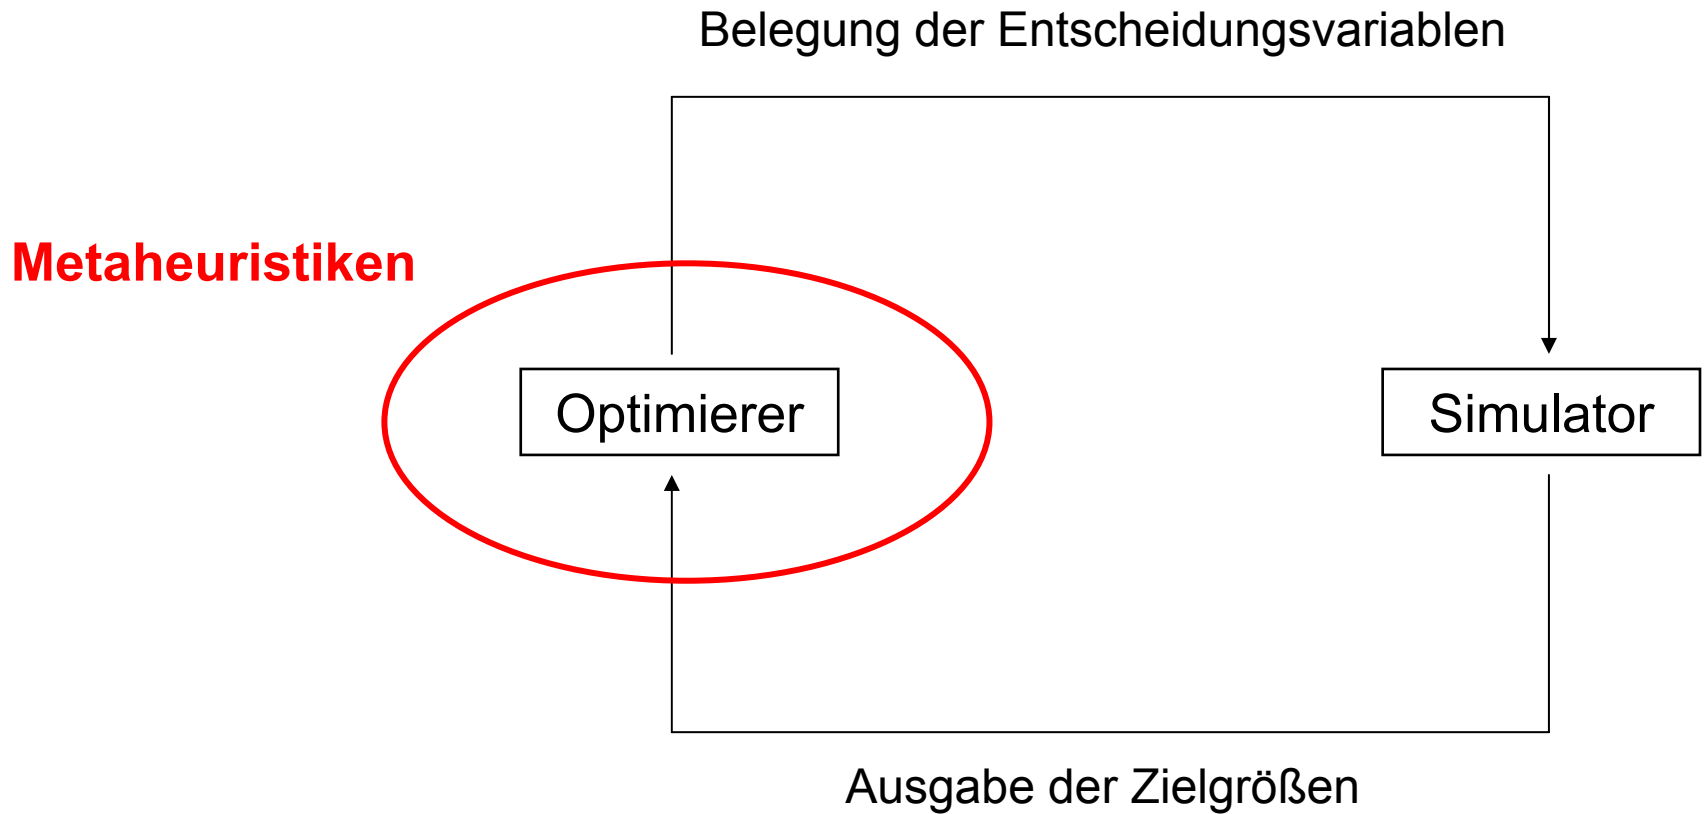 Belegung der Entscheidungsvariablen
Metaheuristiken
Optimierer
Simulator
Ausgabe der Zielgrößen